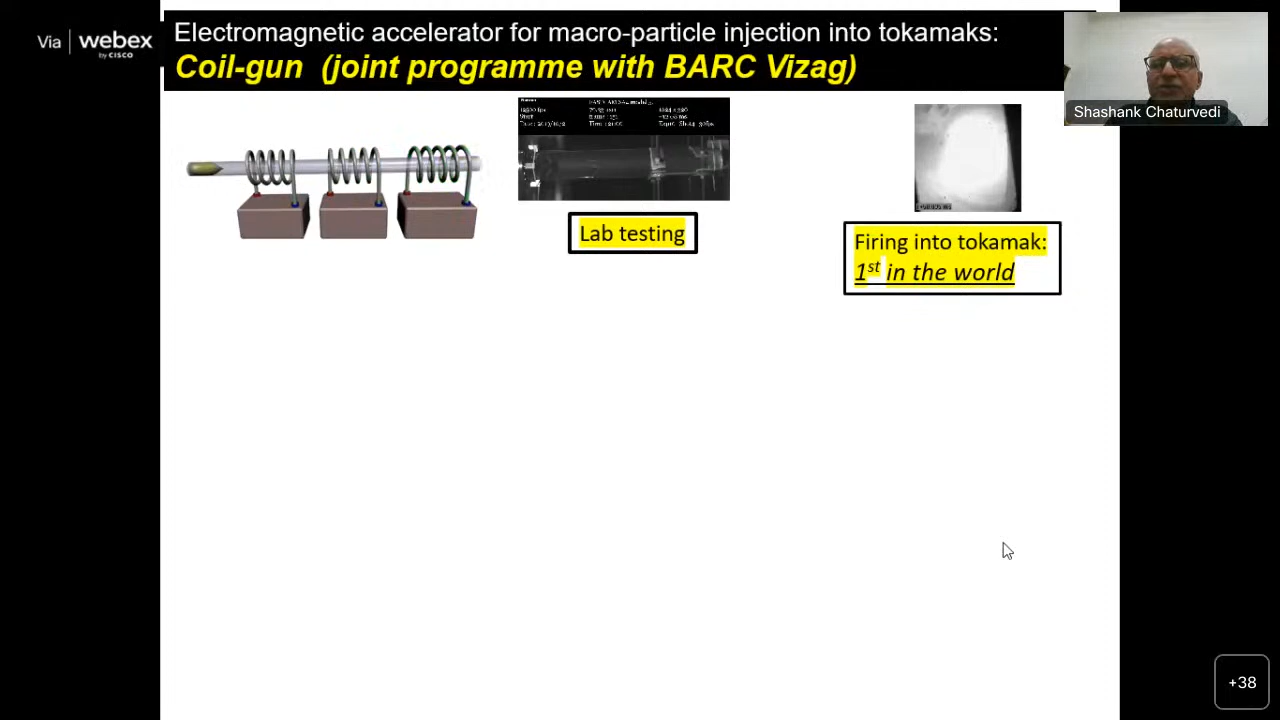 Via webex
by CISCO
Electromagnetic accelerator for macro-particle injection into tokamaks:
Coil-gun (joint programme with BARC Vizag)
Shashank Chaturvedi
Lab testing
Firing into tokamak:
1st in the world
+38